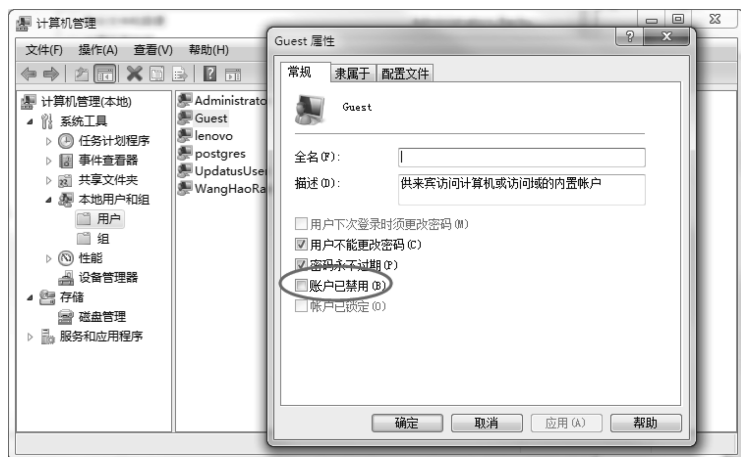 计算机管理
文件(F) 操作(A) 查看(V) 帮助(H)
计算机管理(本地)
系统工具
任务计划程序
事件查看器
共享文件夹
本地用户和组
用户
组
性能
设备管理器
存储
磁盘管理
服务和应用程序
Administrato
Guest
lenovo
postgres
UpdatusUse
WangHaoRa
Guest 属性
常规 隶属于 配置文件
Guest
全名(F):
描述(D): 供来宾访问计算机或访问域的内置帐户
用户下次登录时须更改密码(M)
用户不能更改密码(C)
密码永不过期(P)
账户已禁用(B)
帐户已锁定(O)
确定 取消 应用(A) 帮助